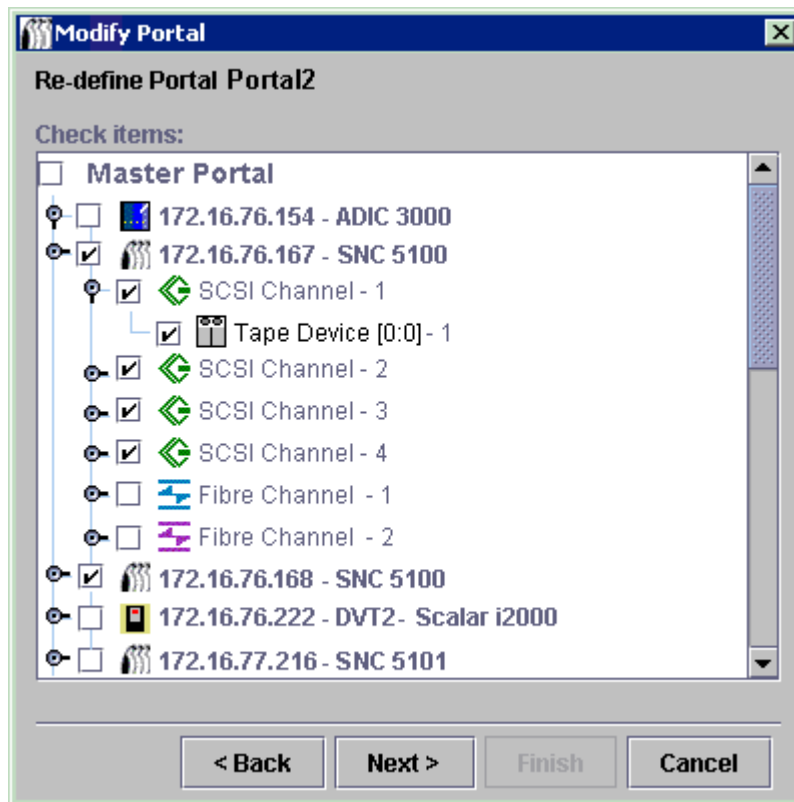 Modify Portal
Re-define Portal Portal2
Check items:
Master Portal
172.16.76.154 - ADIC 3000
172.16.76.167 - SNC 5100
SCSI Channel - 1
Tape Device [0:0] - 1
SCSI Channel - 2
SCSI Channel - 3
SCSI Channel - 4
Fibre Channel - 1
Fibre Channel - 2
172.16.76.168 - SNC 5100
172.16.76.222 - DVT2- Scalar i2000
172.16.77.216 - SNC 5101
< Back Next > Finish Cancel